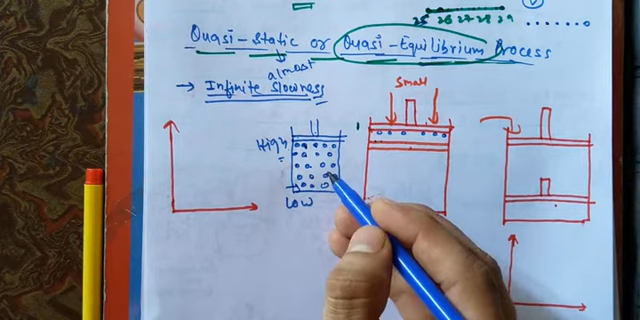 25 26 27 28 29
Quasi-static or Quasi-Equilibrium Process
almost
→ Infinite slowness
Small
High
LOW